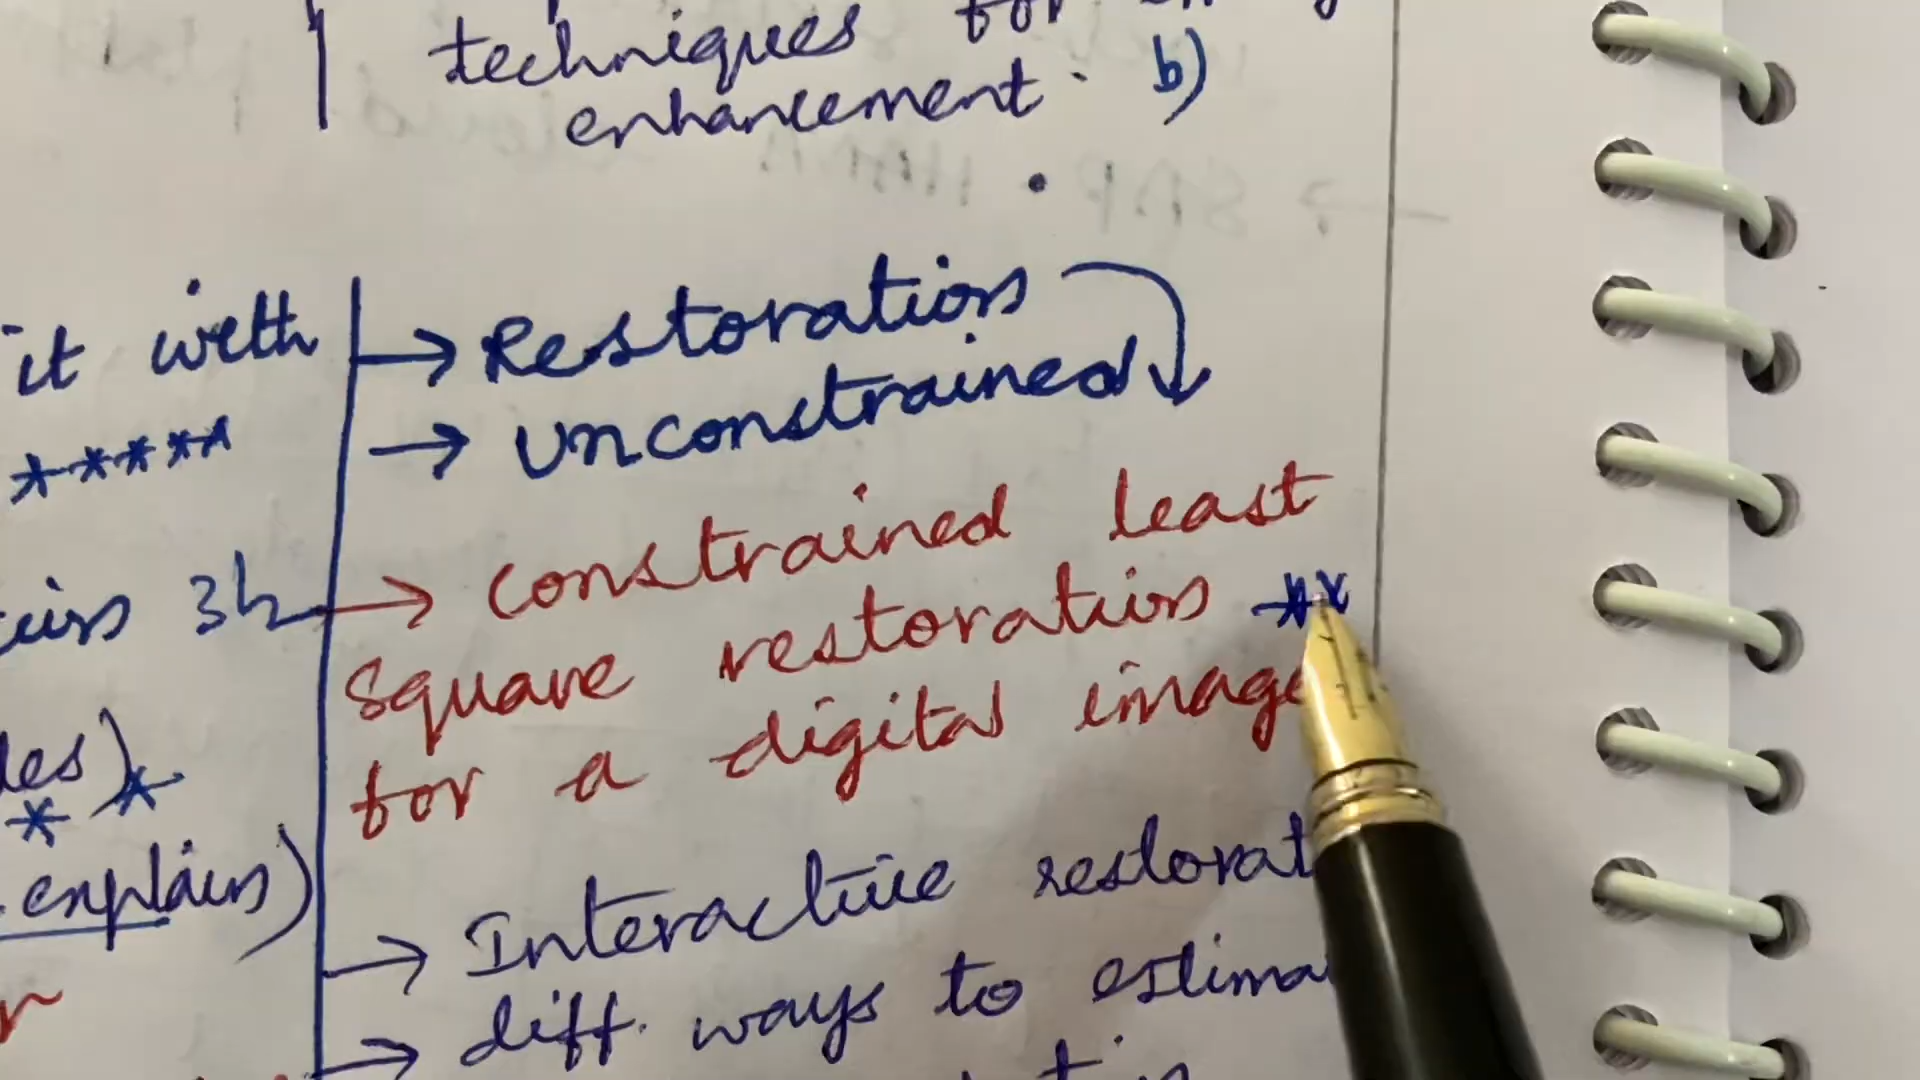 techniques for
enhancement. b)
it with
→ Restoration
→ Unconstrained
*****
→ Constrained least
3b
Square restoration **
for a digital image
* *
explain)
→ Interactive restorat
→ diff. ways to estima